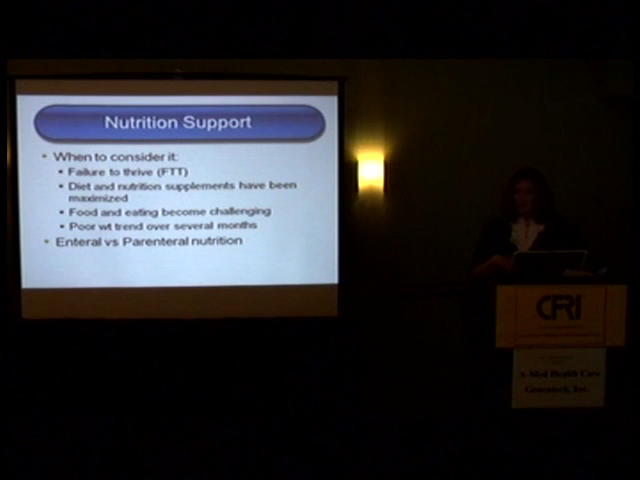 Nutrition Support
• When to consider it:
• Failure to thrive (FTT)
• Diet and nutrition supplements have been
maximized
• Food and eating become challenging
• Poor wt trend over several months
• Enteral vs Parenteral nutrition
CFRI
A-Med Health Care
Genentech, Inc.